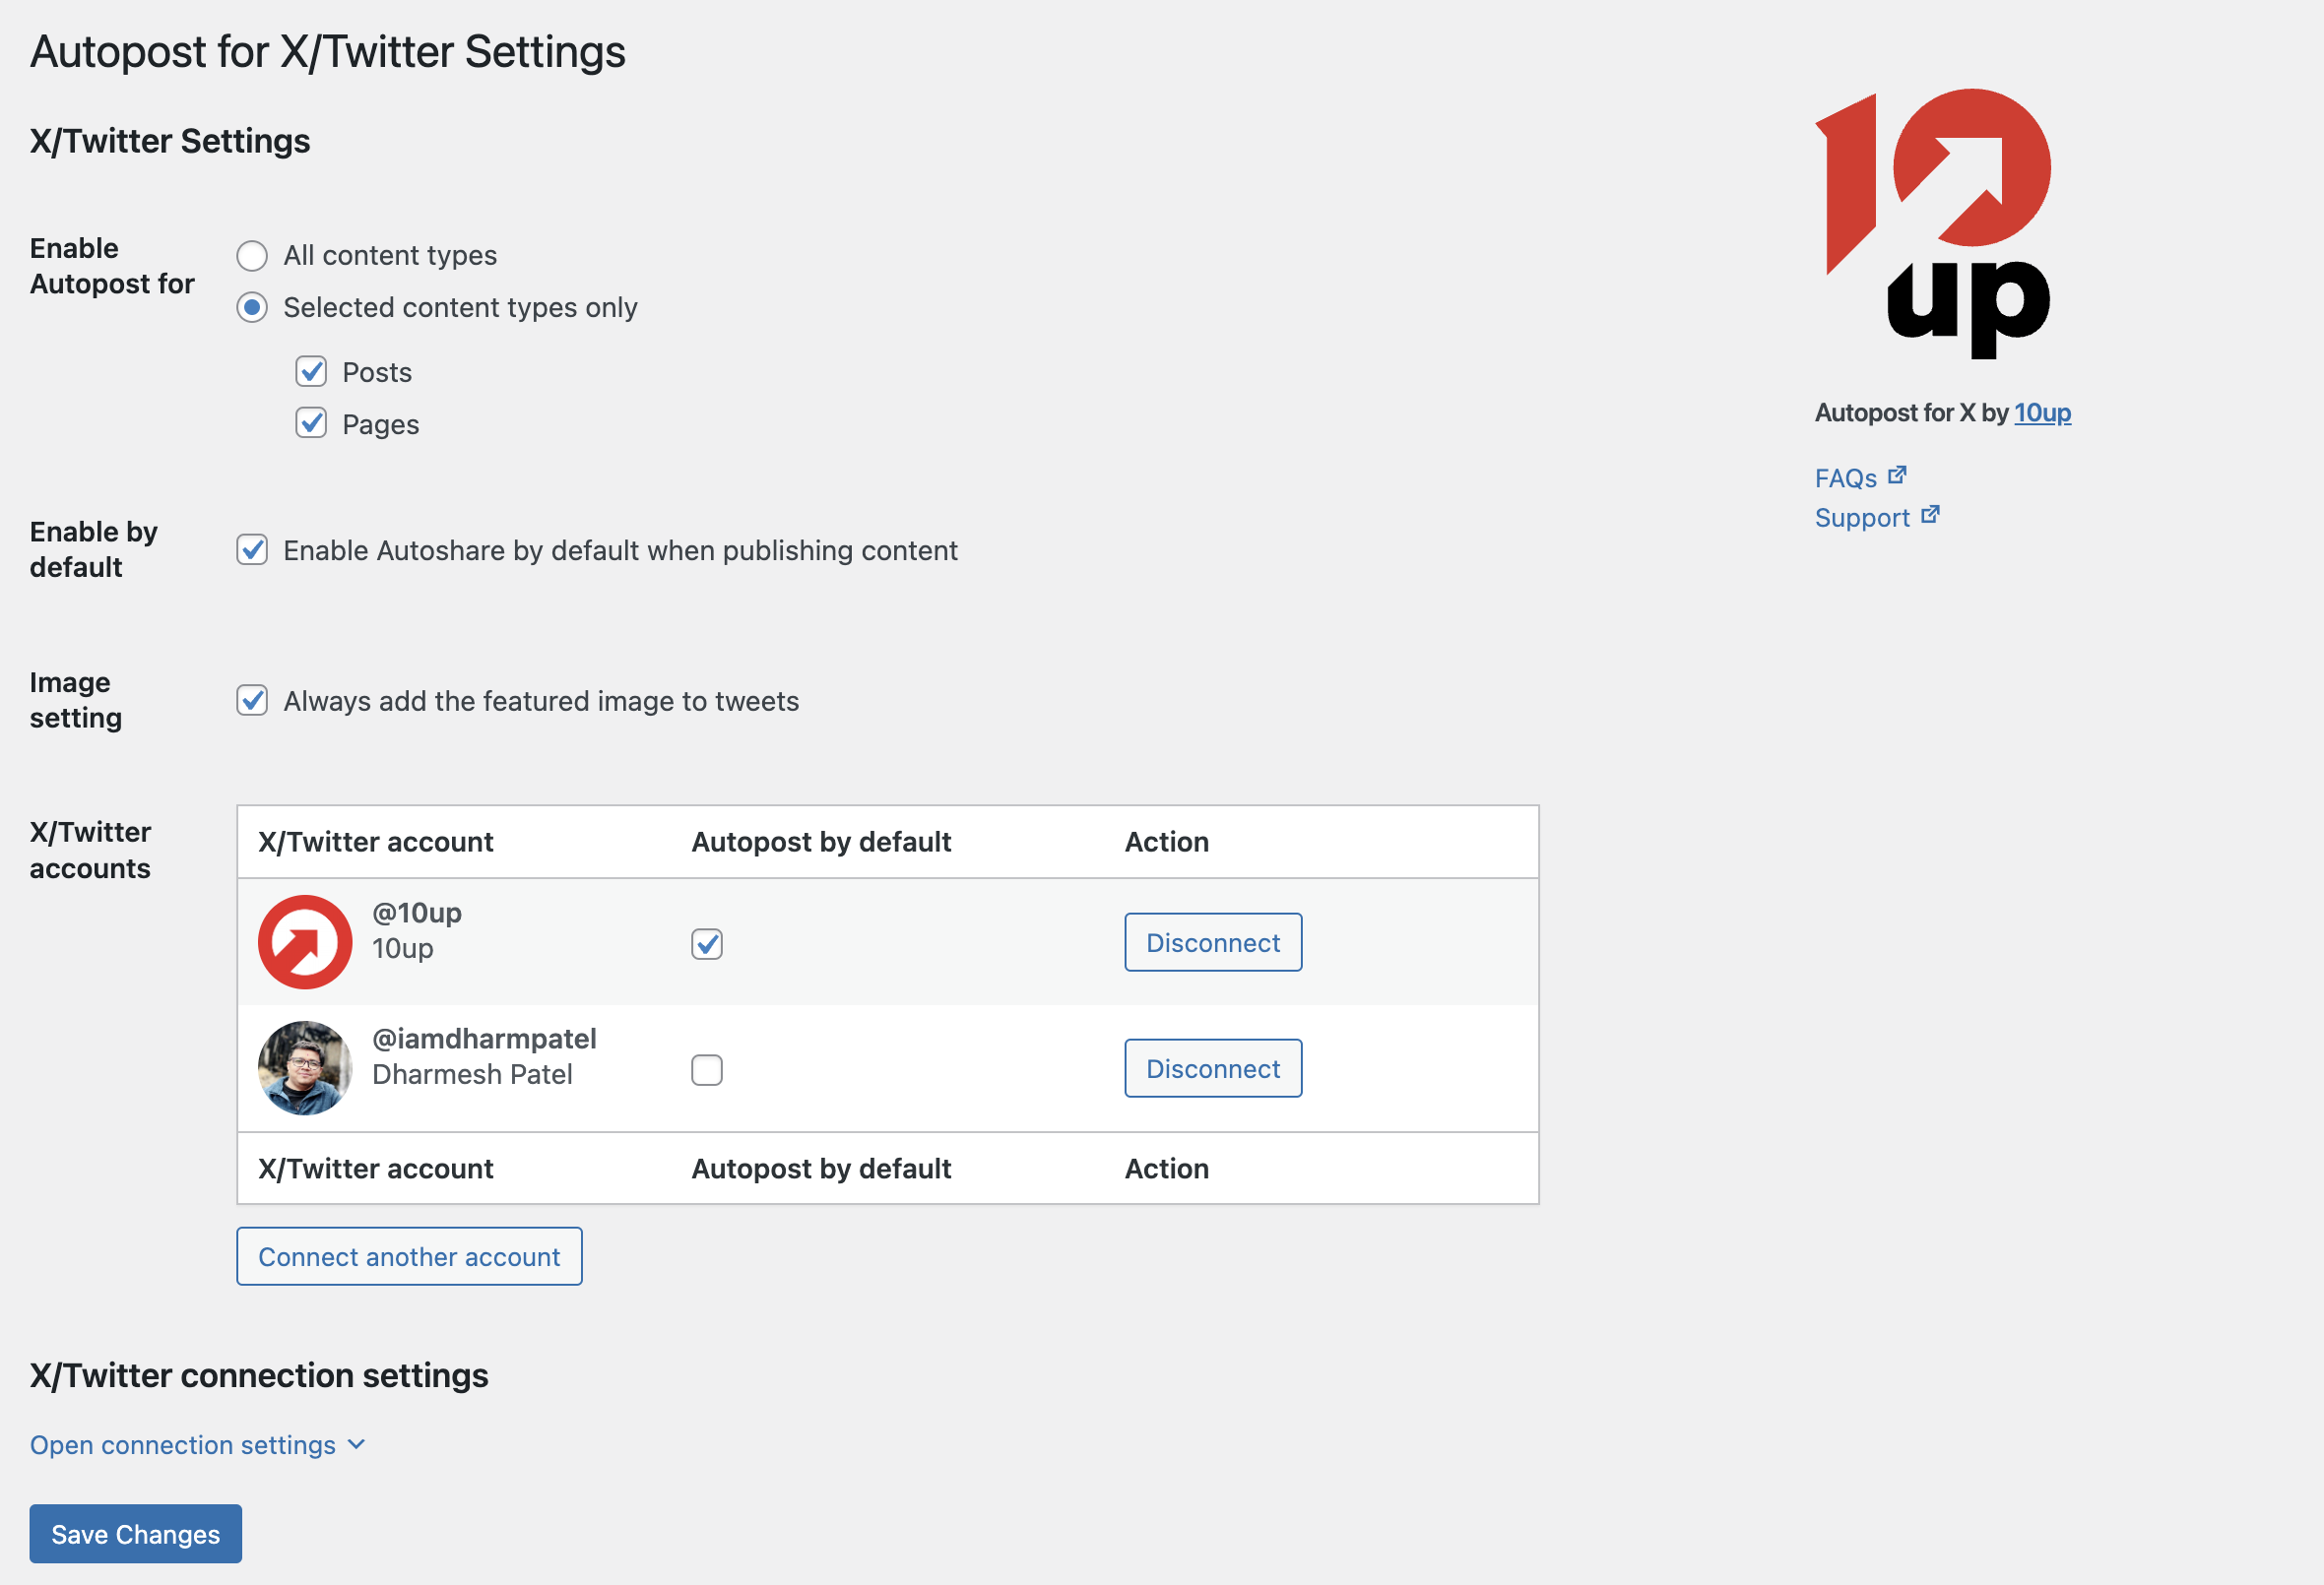 Autopost for X/Twitter Settings
X/Twitter Settings
Enable
Autopost for
All content types
Selected content types only
Posts
Pages
Enable by
default
Enable Autoshare by default when publishing content
Image
setting
Always add the featured image to tweets
X/Twitter
accounts
X/Twitter account Autopost by default Action
@10up
10up
Disconnect
@iamdharmpatel
Dharmesh Patel
Disconnect
X/Twitter account Autopost by default Action
Connect another account
X/Twitter connection settings
Open connection settings
Save Changes
10
up
Autopost for X by 10up
FAQs
Support